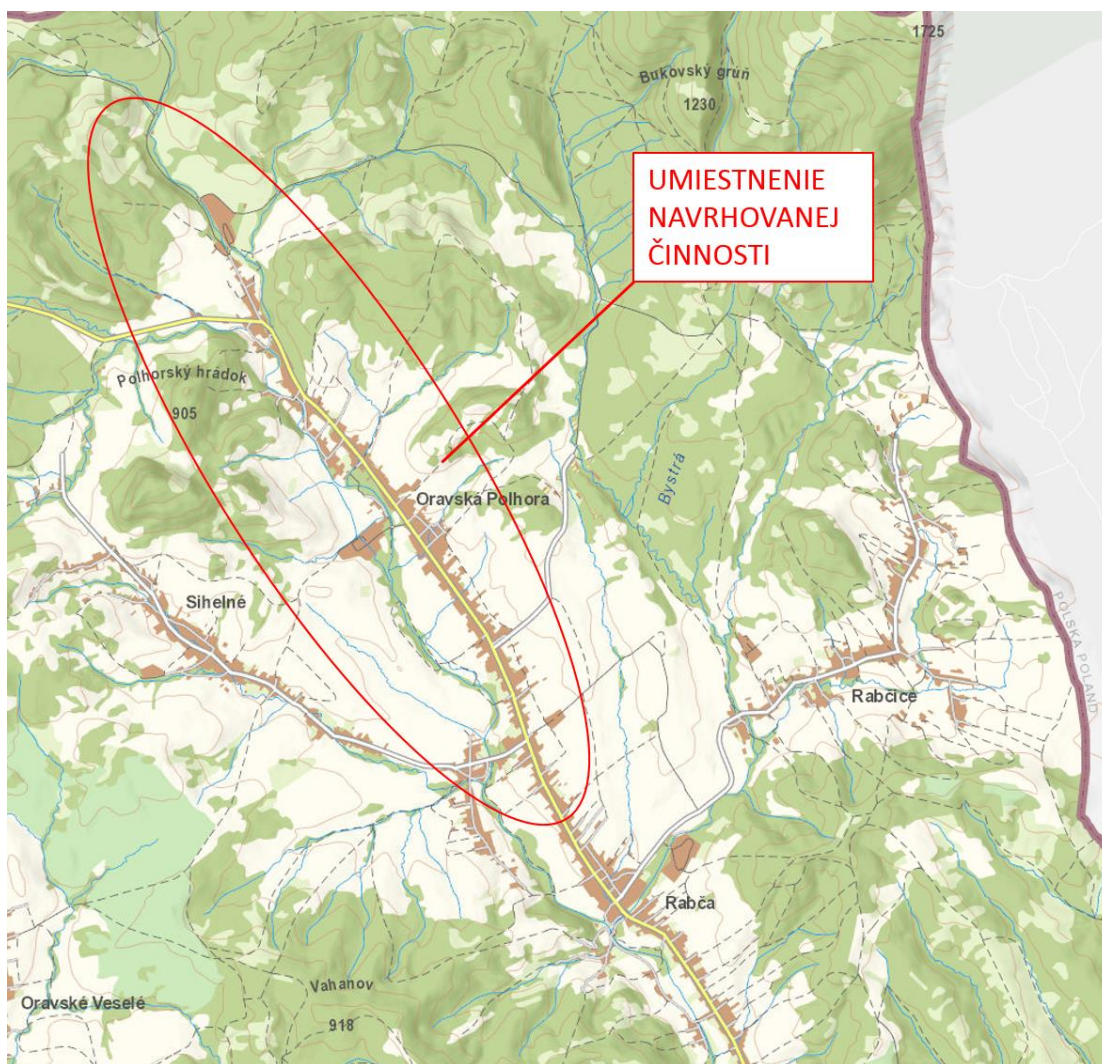 1725
Bukovský gruň
1230
UMIESTNENIE
NAVRHOVANEJ
ČINNOSTI
Polhorský hrádok
905
Oravská Polhora
Bystrá
Sihelné
POLSKA POLAND
Rabčice
Rabča
Vahanov
Oravské Veselé
918